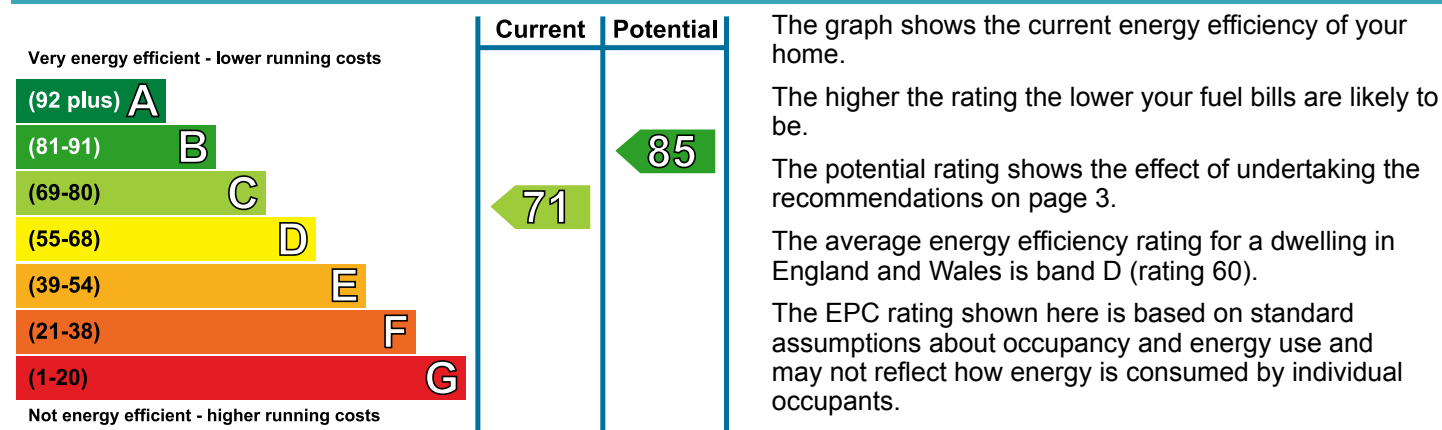 Current Potential
Very energy efficient - lower running costs
(92 plus) A
(81-91) B
85
(69-80) C
71
(55-68) D
(39-54) E
(21-38) F
(1-20) G
Not energy efficient - higher running costs
The graph shows the current energy efficiency of your
home.
The higher the rating the lower your fuel bills are likely to
be.
The potential rating shows the effect of undertaking the
recommendations on page 3.
The average energy efficiency rating for a dwelling in
England and Wales is band D (rating 60).
The EPC rating shown here is based on standard
assumptions about occupancy and energy use and
may not reflect how energy is consumed by individual
occupants.